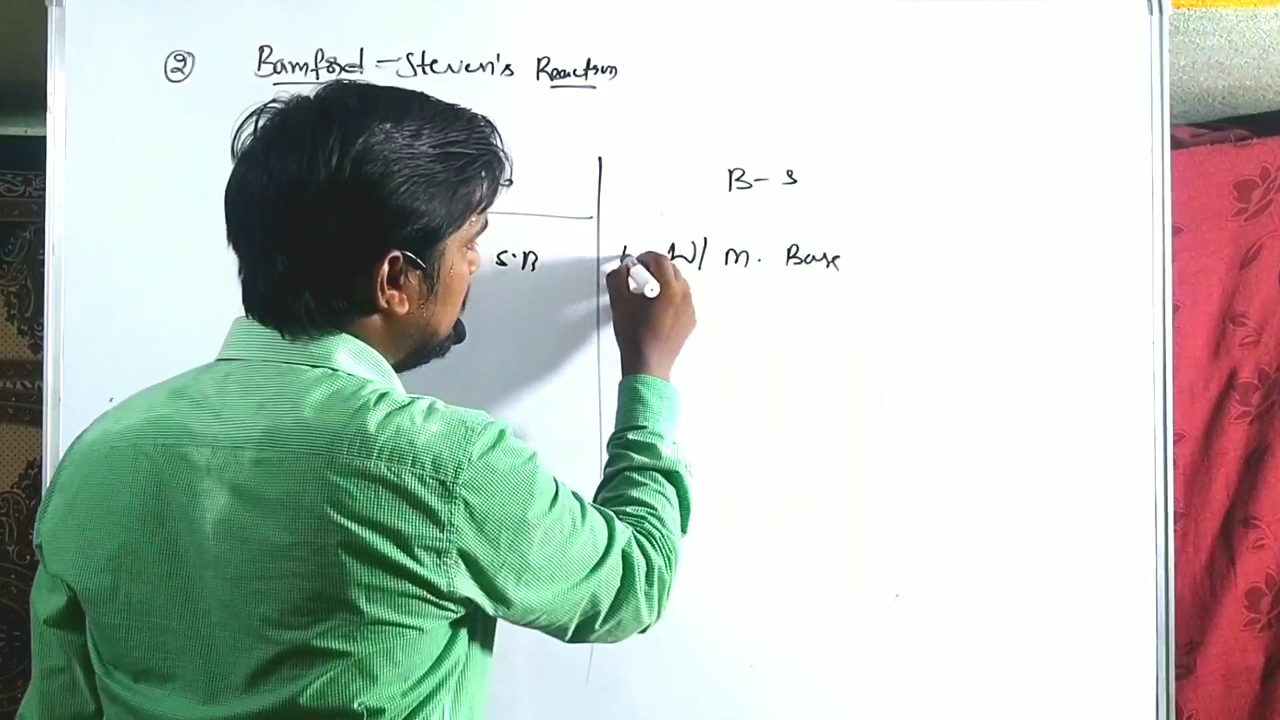 ② Bamford - Steven's Reaction
B - S
S.B W/ m. Base